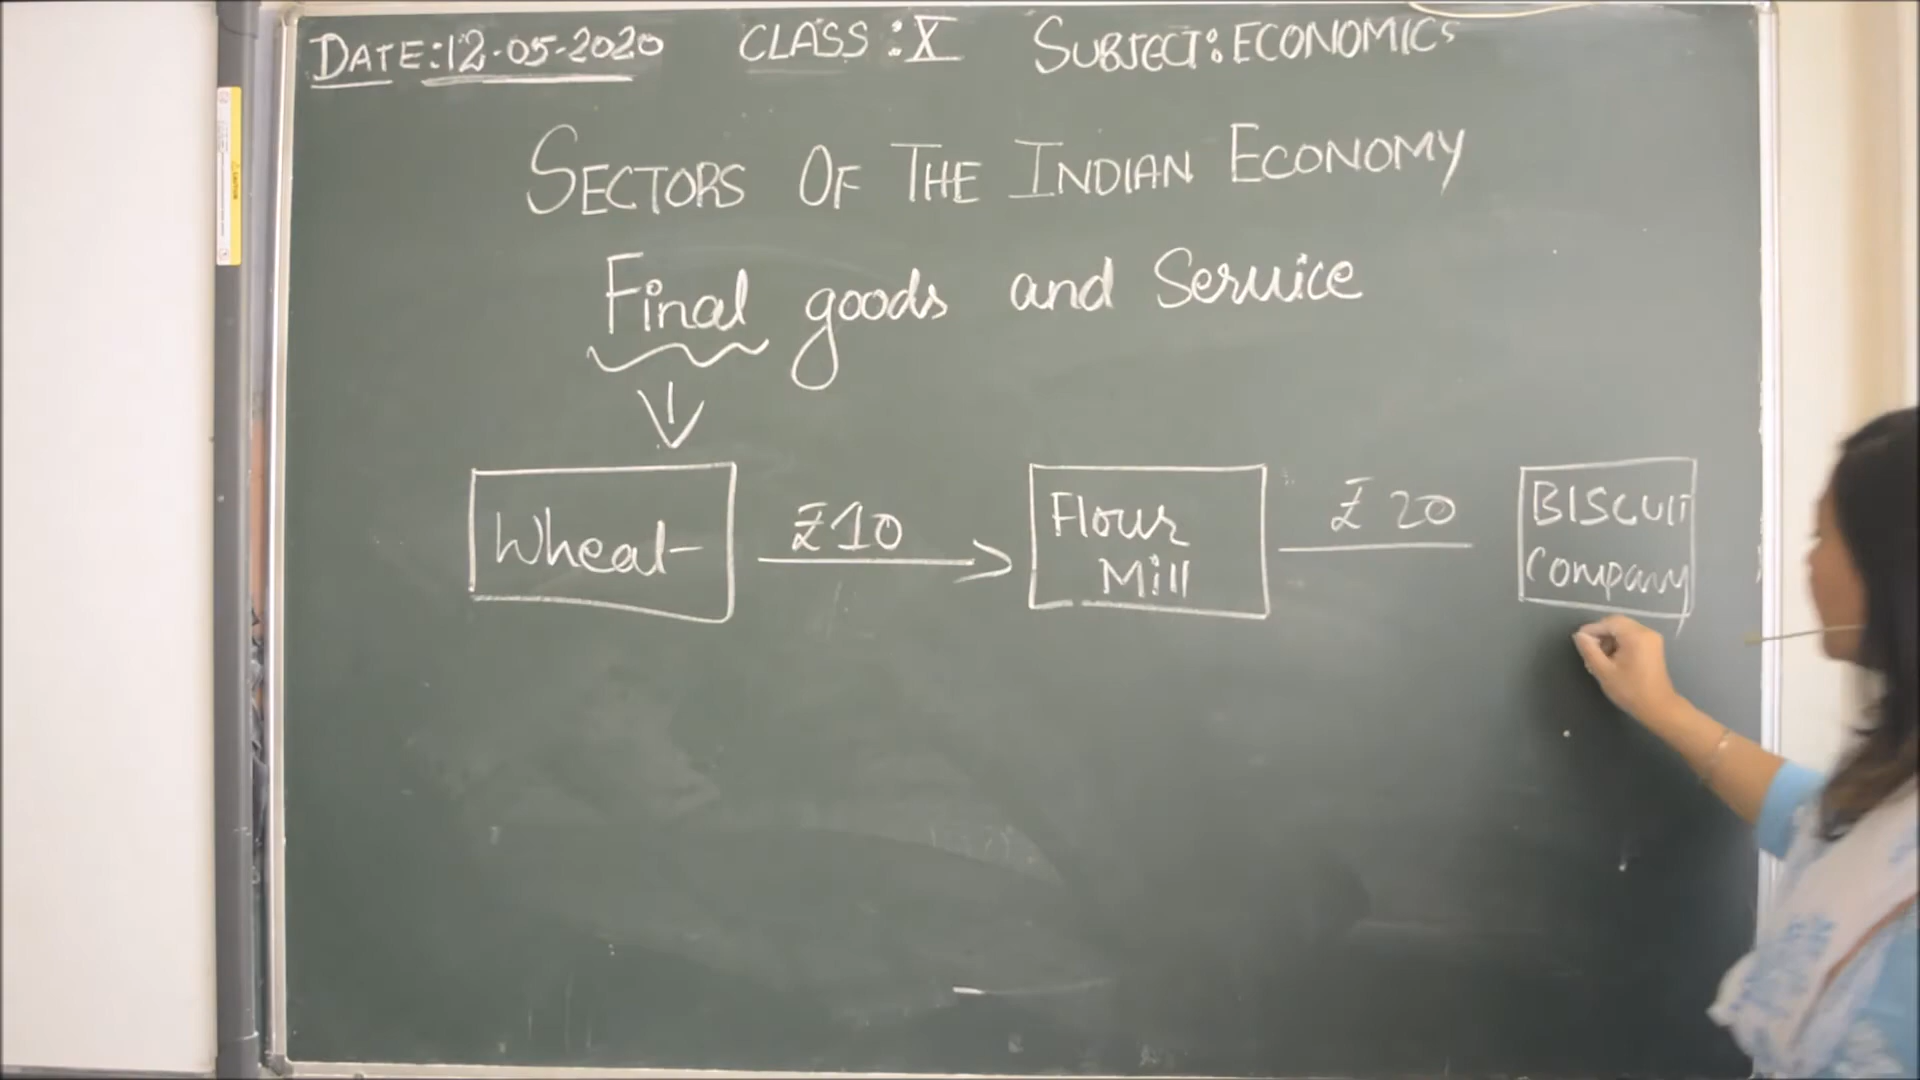 DATE:12-05-2020 CLASS:X SUBJECT:ECONOMICS
SECTORS OF THE INDIAN ECONOMY
Final goods and Service
Wheat ₹10 Flour Mill ₹20 BISCUIT Company